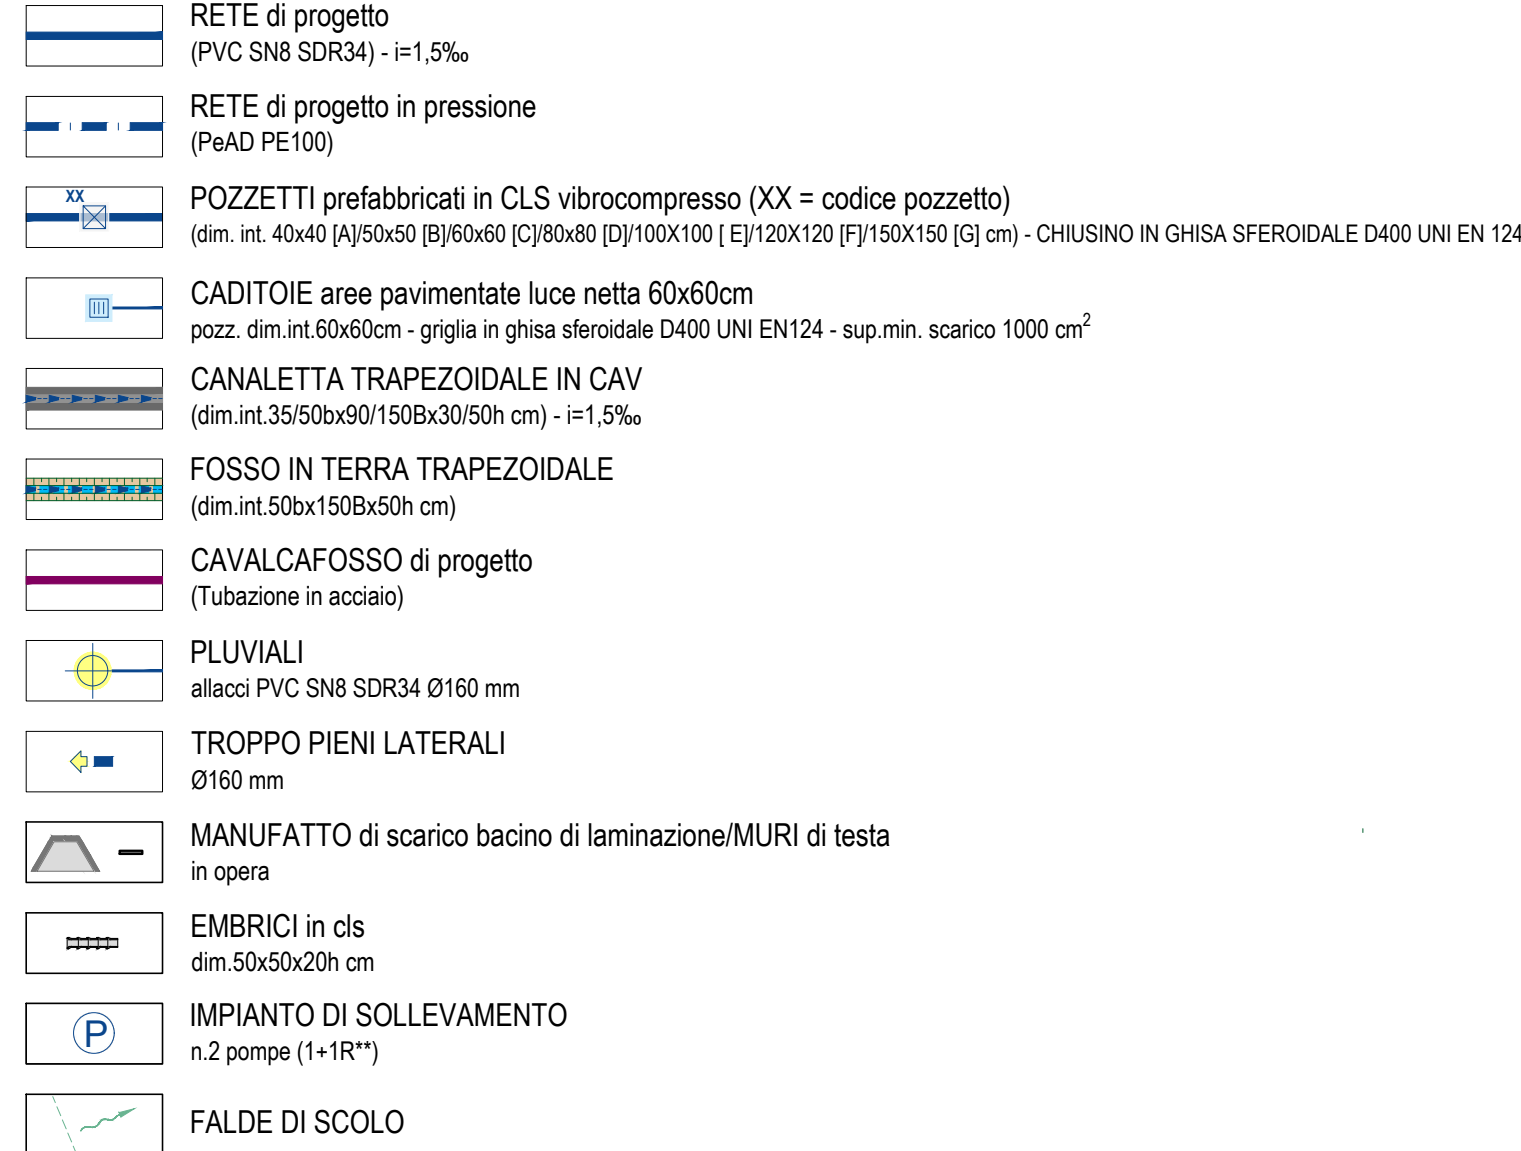 RETE di progetto
(PVC SN8 SDR34) - i=1,5‰
RETE di progetto in pressione
(PeAD PE100)
XX
POZZETTI prefabbricati in CLS vibrocompresso (XX = codice pozzetto)
(dim. int. 40x40 [A]/50x50 [B]/60x60 [C]/80x80 [D]/100X100 [ E]/120X120 [F]/150X150 [G] cm) - CHIUSINO IN GHISA SFEROIDALE D400 UNI EN 124
CADITOIE aree pavimentate luce netta 60x60cm
pozz. dim.int.60x60cm - griglia in ghisa sferoidale D400 UNI EN124 - sup.min. scarico 1000 cm²
CANALETTA TRAPEZOIDALE IN CAV
(dim.int.35/50bx90/150Bx30/50h cm) - i=1,5‰
FOSSO IN TERRA TRAPEZOIDALE
(dim.int.50bx150Bx50h cm)
CAVALCAFOSSO di progetto
(Tubazione in acciaio)
PLUVIALI
allacci PVC SN8 SDR34 Ø160 mm
TROPPO PIENI LATERALI
Ø160 mm
MANUFATTO di scarico bacino di laminazione/MURI di testa
in opera
EMBRICI in cls
dim.50x50x20h cm
P
IMPIANTO DI SOLLEVAMENTO
n.2 pompe (1+1R**)
FALDE DI SCOLO